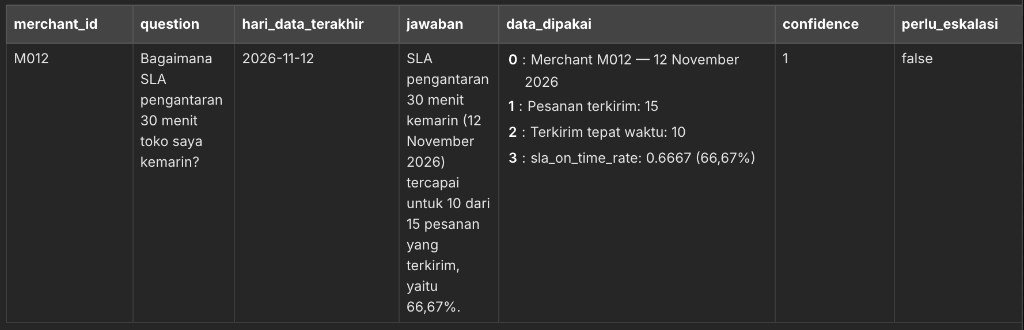 merchant_id question hari_data_terakhir jawaban data_dipakai confidence perlu_eskalasi
M012
Bagaimana
SLA
pengantaran
30 menit
toko saya
kemarin?
2026-11-12
SLA
pengantaran
30 menit
kemarin (12
November
2026)
tercapai
untuk 10 dari
15 pesanan
yang
terkirim,
yaitu
66,67%.
0 : Merchant M012 — 12 November
2026
1 : Pesanan terkirim: 15
2 : Terkirim tepat waktu: 10
3 : sla_on_time_rate: 0.6667 (66,67%)
1
false